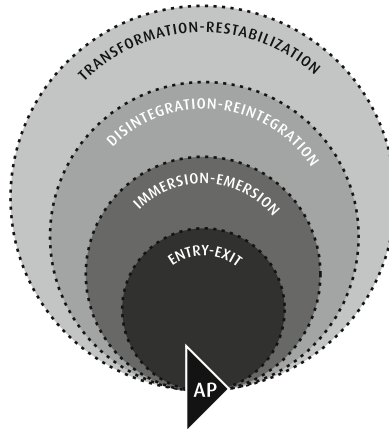 TRANSFORMATION-RESTABILIZATION
DISINTEGRATION-REINTEGRATION
IMMERSION-EMERSION
ENTRY-EXIT
AP